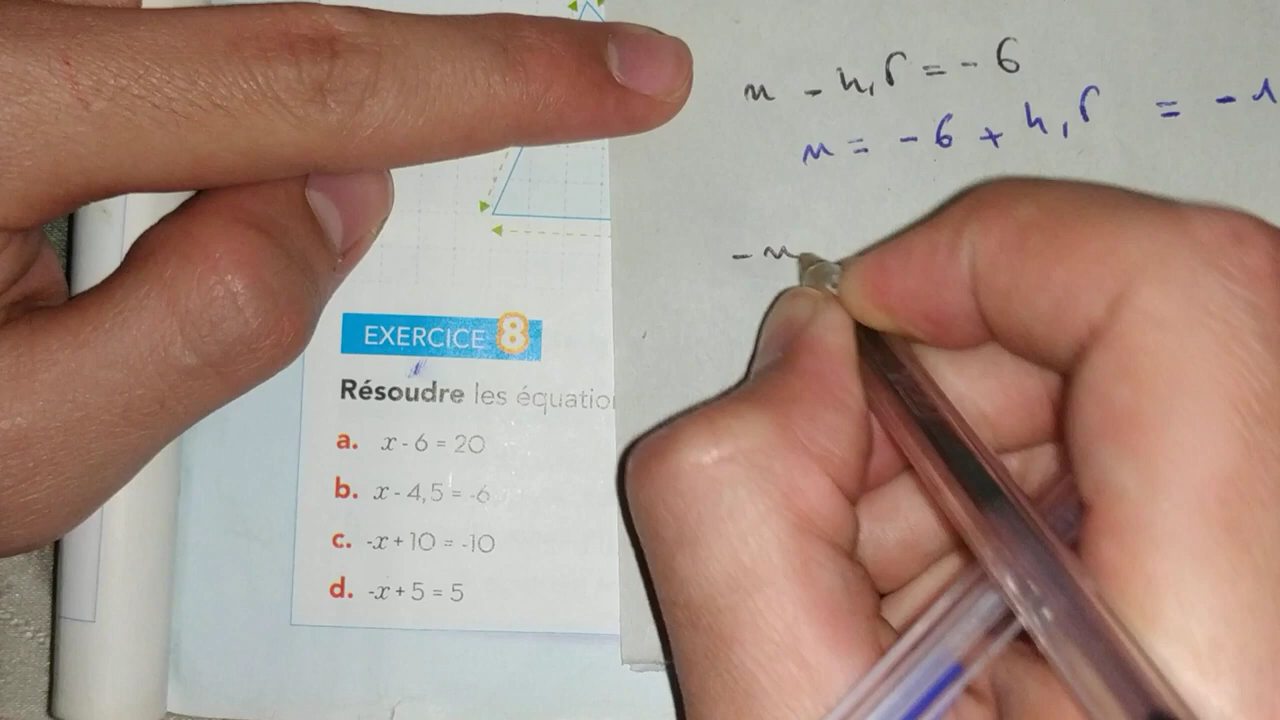 x - 4,5 = - 6
x = - 6 + 4,5 = - 1
- x
EXERCICE 8
Résoudre les équatio
a. x - 6 = 20
b. x - 4,5 = -6
c. -x + 10 = -10
d. -x + 5 = 5